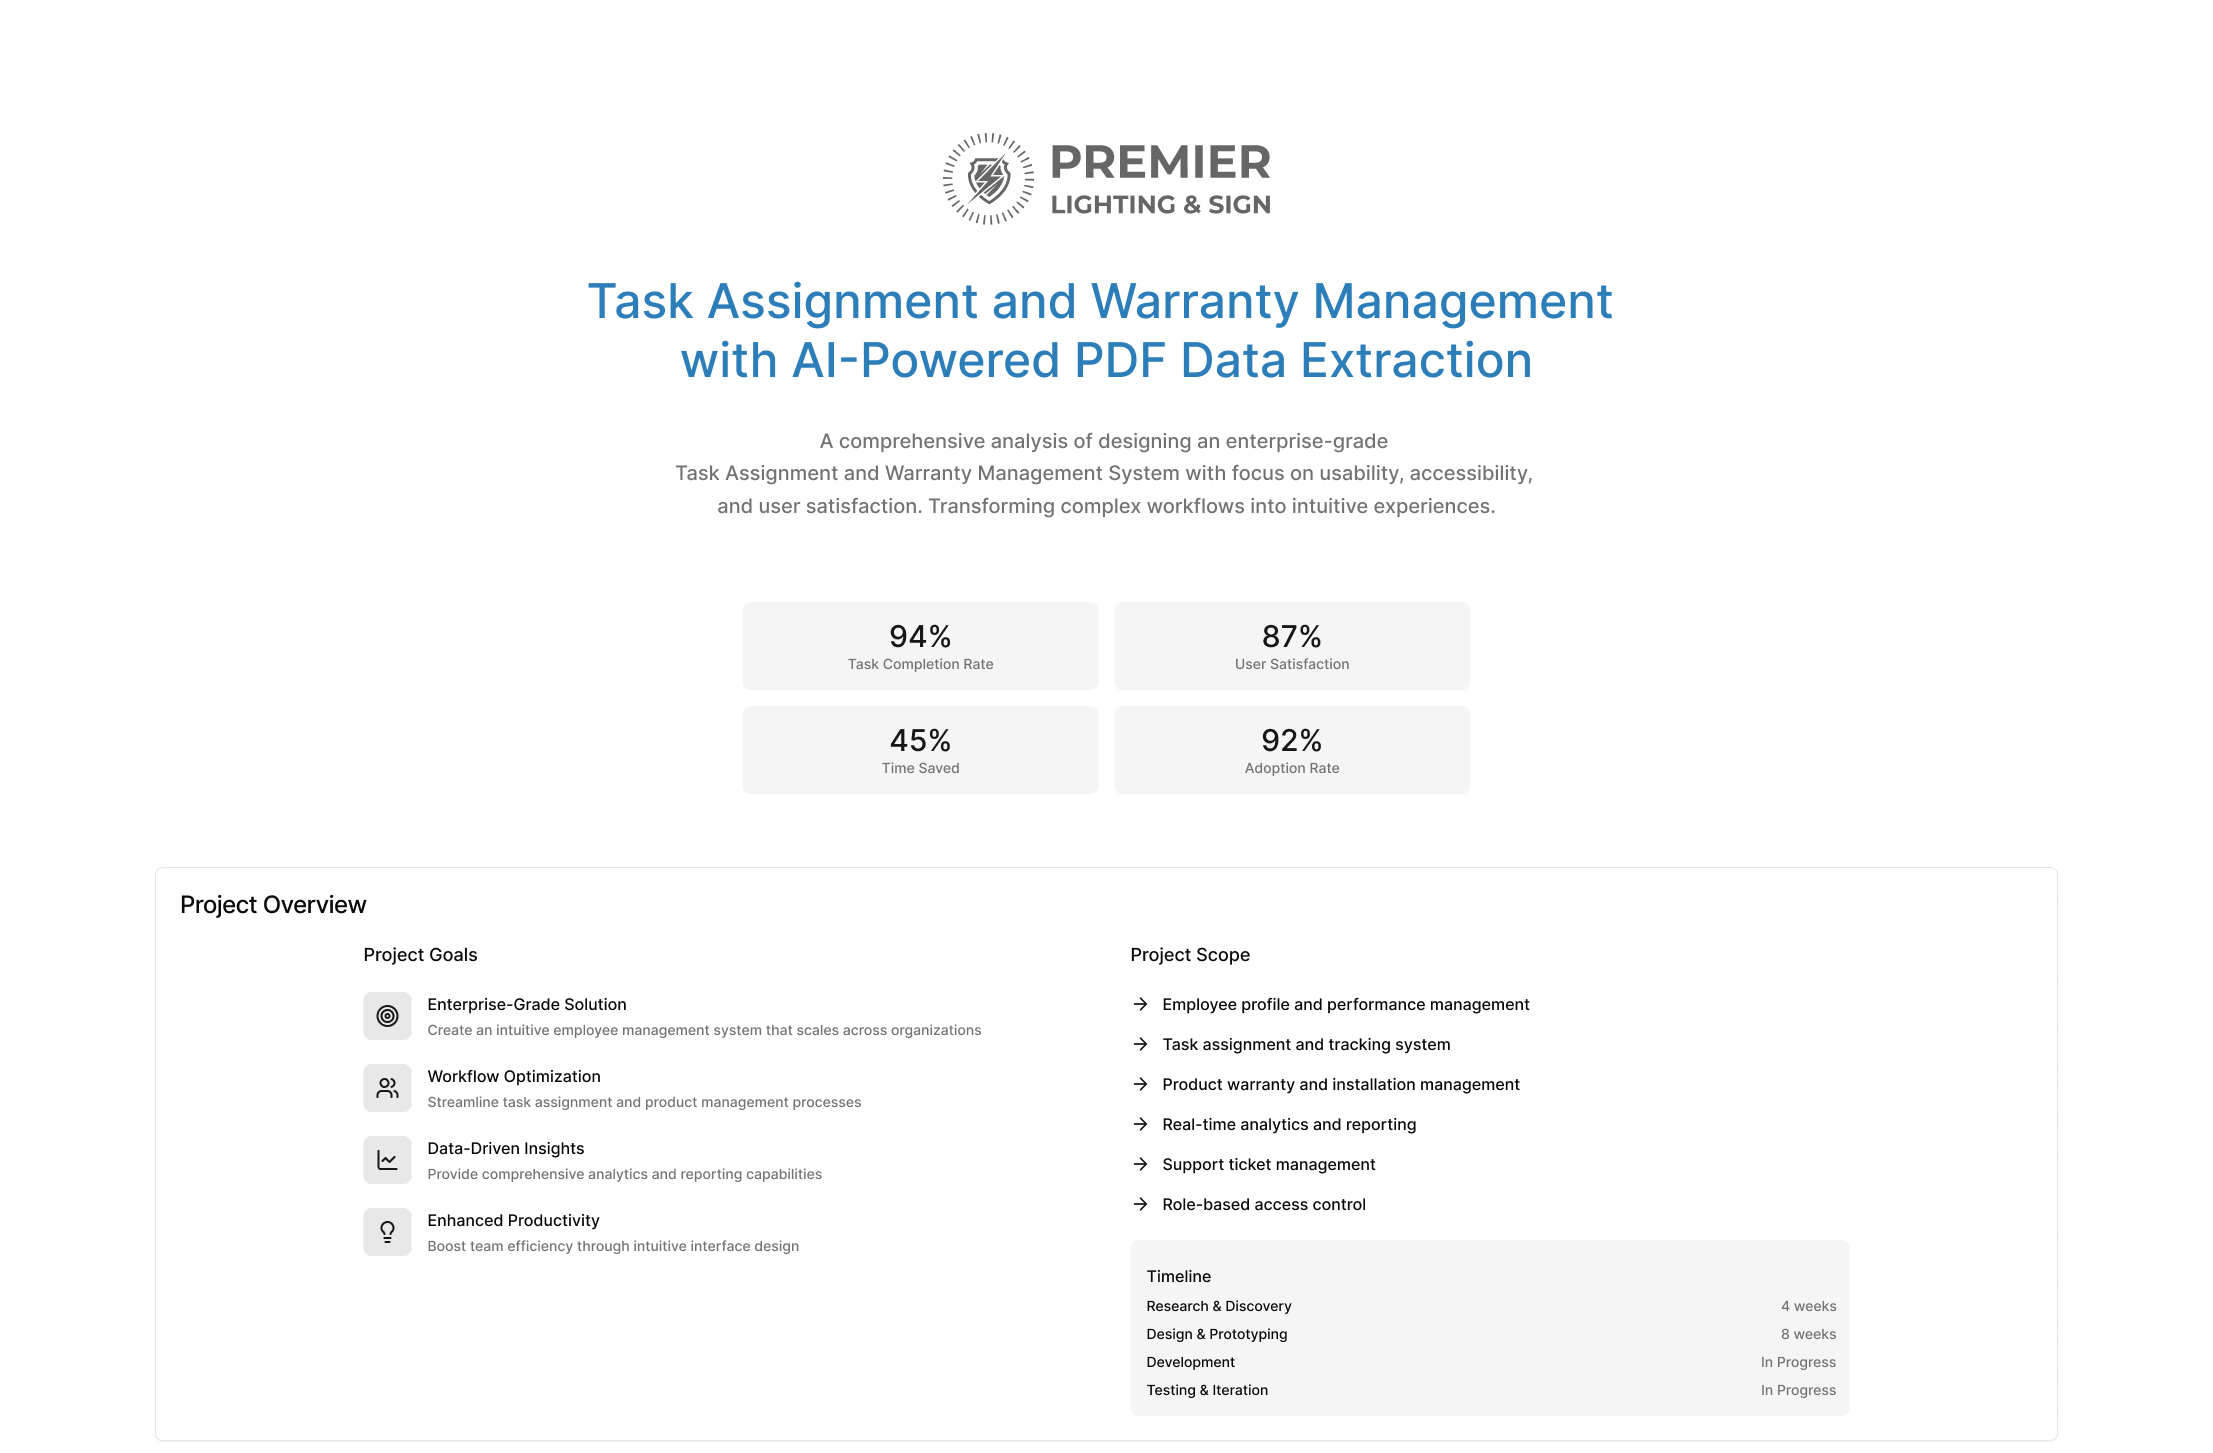 PREMIER
LIGHTING & SIGN
Task Assignment and Warranty Management
with AI-Powered PDF Data Extraction
A comprehensive analysis of designing an enterprise-grade
Task Assignment and Warranty Management System with focus on usability, accessibility,
and user satisfaction. Transforming complex workflows into intuitive experiences.
94%
Task Completion Rate
87%
User Satisfaction
45%
Time Saved
92%
Adoption Rate
Project Overview
Project Goals
Enterprise-Grade Solution
Create an intuitive employee management system that scales across organizations
Workflow Optimization
Streamline task assignment and product management processes
Data-Driven Insights
Provide comprehensive analytics and reporting capabilities
Enhanced Productivity
Boost team efficiency through intuitive interface design
Project Scope
Employee profile and performance management
Task assignment and tracking system
Product warranty and installation management
Real-time analytics and reporting
Support ticket management
Role-based access control
Timeline
Research & Discovery 4 weeks
Design & Prototyping 8 weeks
Development In Progress
Testing & Iteration In Progress